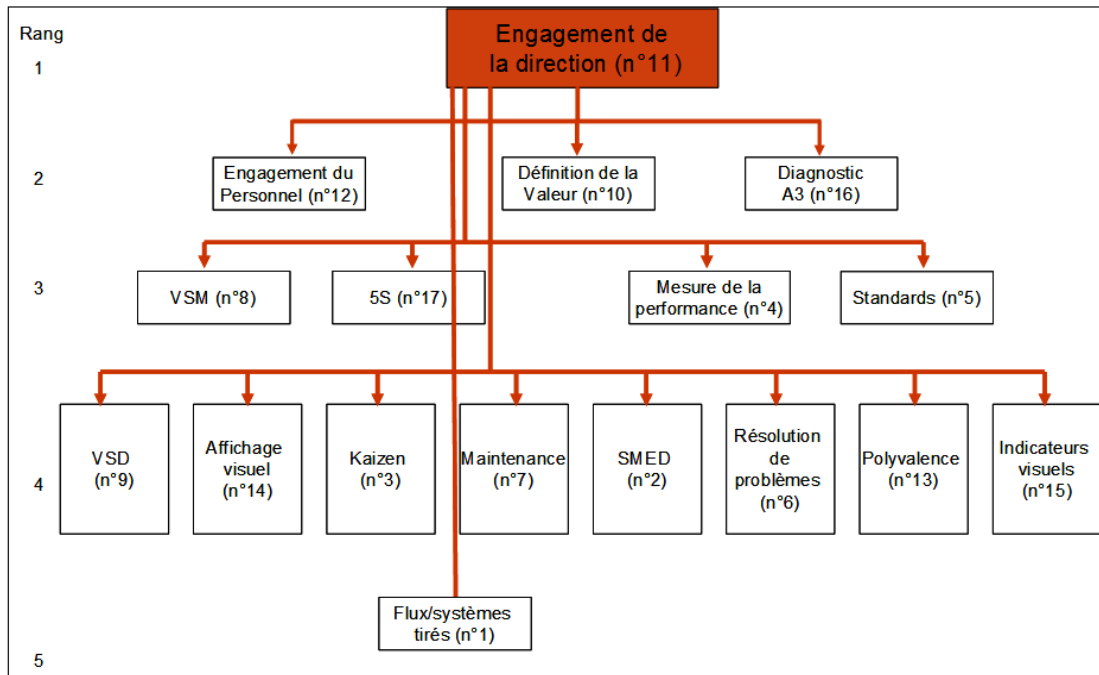 Rang
Engagement de
la direction (n°11)
1
2
Engagement du
Personnel (n°12)
Définition de la
Valeur (n°10)
Diagnostic
A3 (n°16)
3
VSM (n°8)
5S (n°17)
Mesure de la
performance (n°4)
Standards (n°5)
4
VSD
(n°9)
Affichage
visuel
(n°14)
Kaizen
(n°3)
Maintenance
(n°7)
SMED
(n°2)
Résolution
de
problèmes
(n°6)
Polyvalence
(n°13)
Indicateurs
visuels
(n°15)
Flux/systèmes
tirés (n°1)
5